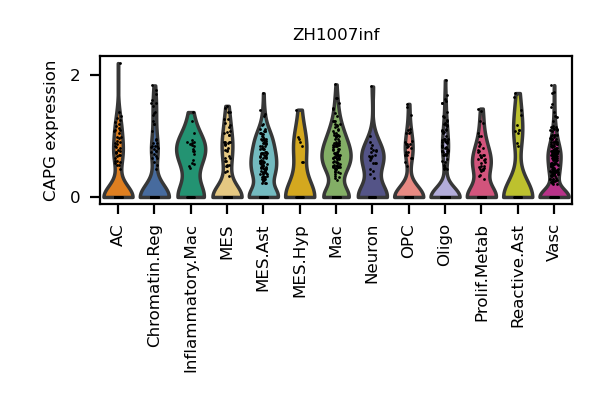 ZH1007inf
CAPG expression
2
0
AC
Chromatin.Reg
Inflammatory.Mac
MES
MES.Ast
MES.Hyp
Mac
Neuron
OPC
Oligo
Prolif.Metab
Reactive.Ast
Vasc